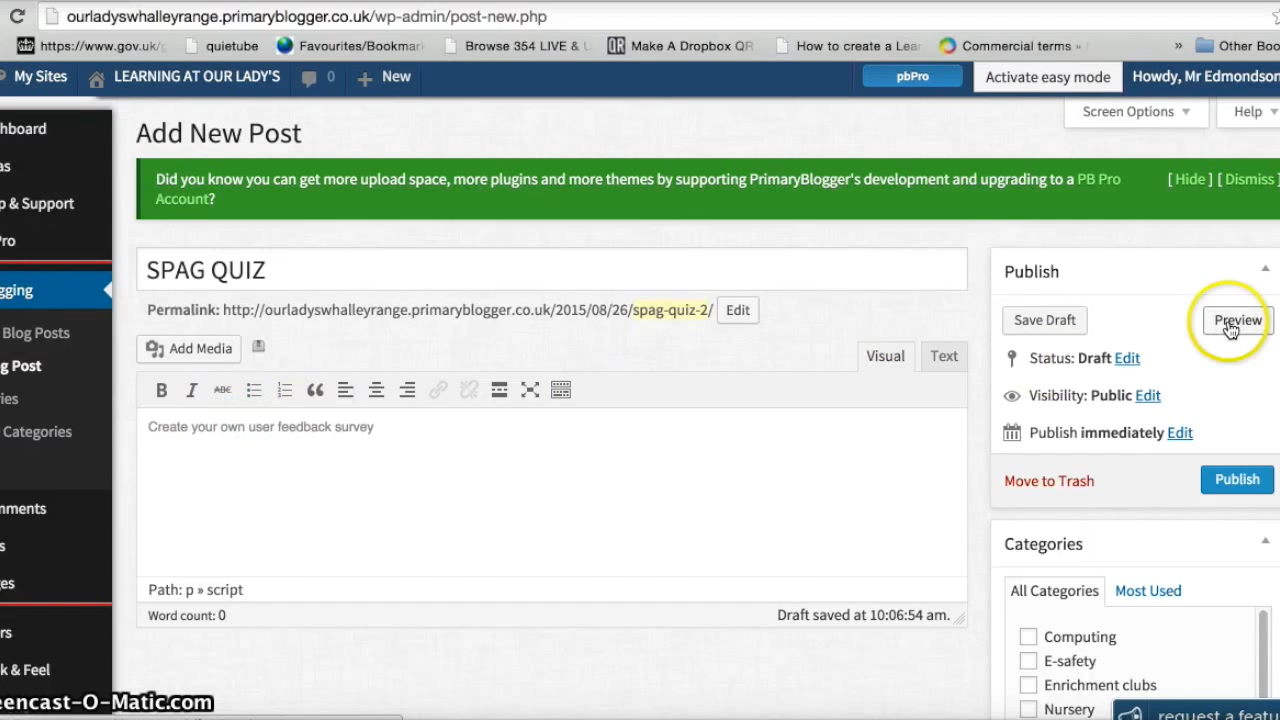 ourladyswhalleyrange.primaryblogger.co.uk/wp-admin/post-new.php
https://www.gov.uk/ quietube Favourites/Bookmar Browse 354 LIVE & Make A Dropbox QR How to create a Lea Commercial terms » » Other Boo
My Sites LEARNING AT OUR LADY'S 0 + New pbPro Activate easy mode Howdy, Mr Edmondson
Screen Options Help
hboard
Add New Post
as
Did you know you can get more upload space, more plugins and more themes by supporting PrimaryBlogger's development and upgrading to a PB Pro [ Hide ] [ Dismiss ]
Account?
p & Support
Pro
gging
Blog Posts
g Post
ies
Categories
mments
s
ges
rs
k & Feel
SPAG QUIZ
Permalink: http://ourladyswhalleyrange.primaryblogger.co.uk/2015/08/26/spag-quiz-2/ Edit
Add Media
Visual Text
B I ABC
Create your own user feedback survey
Path: p » script
Word count: 0 Draft saved at 10:06:54 am.
Publish
Save Draft Preview
Status: Draft Edit
Visibility: Public Edit
Publish immediately Edit
Move to Trash Publish
Categories
All Categories Most Used
Computing
E-safety
Enrichment clubs
Nursery
request a featu
eencast-O-Matic.com